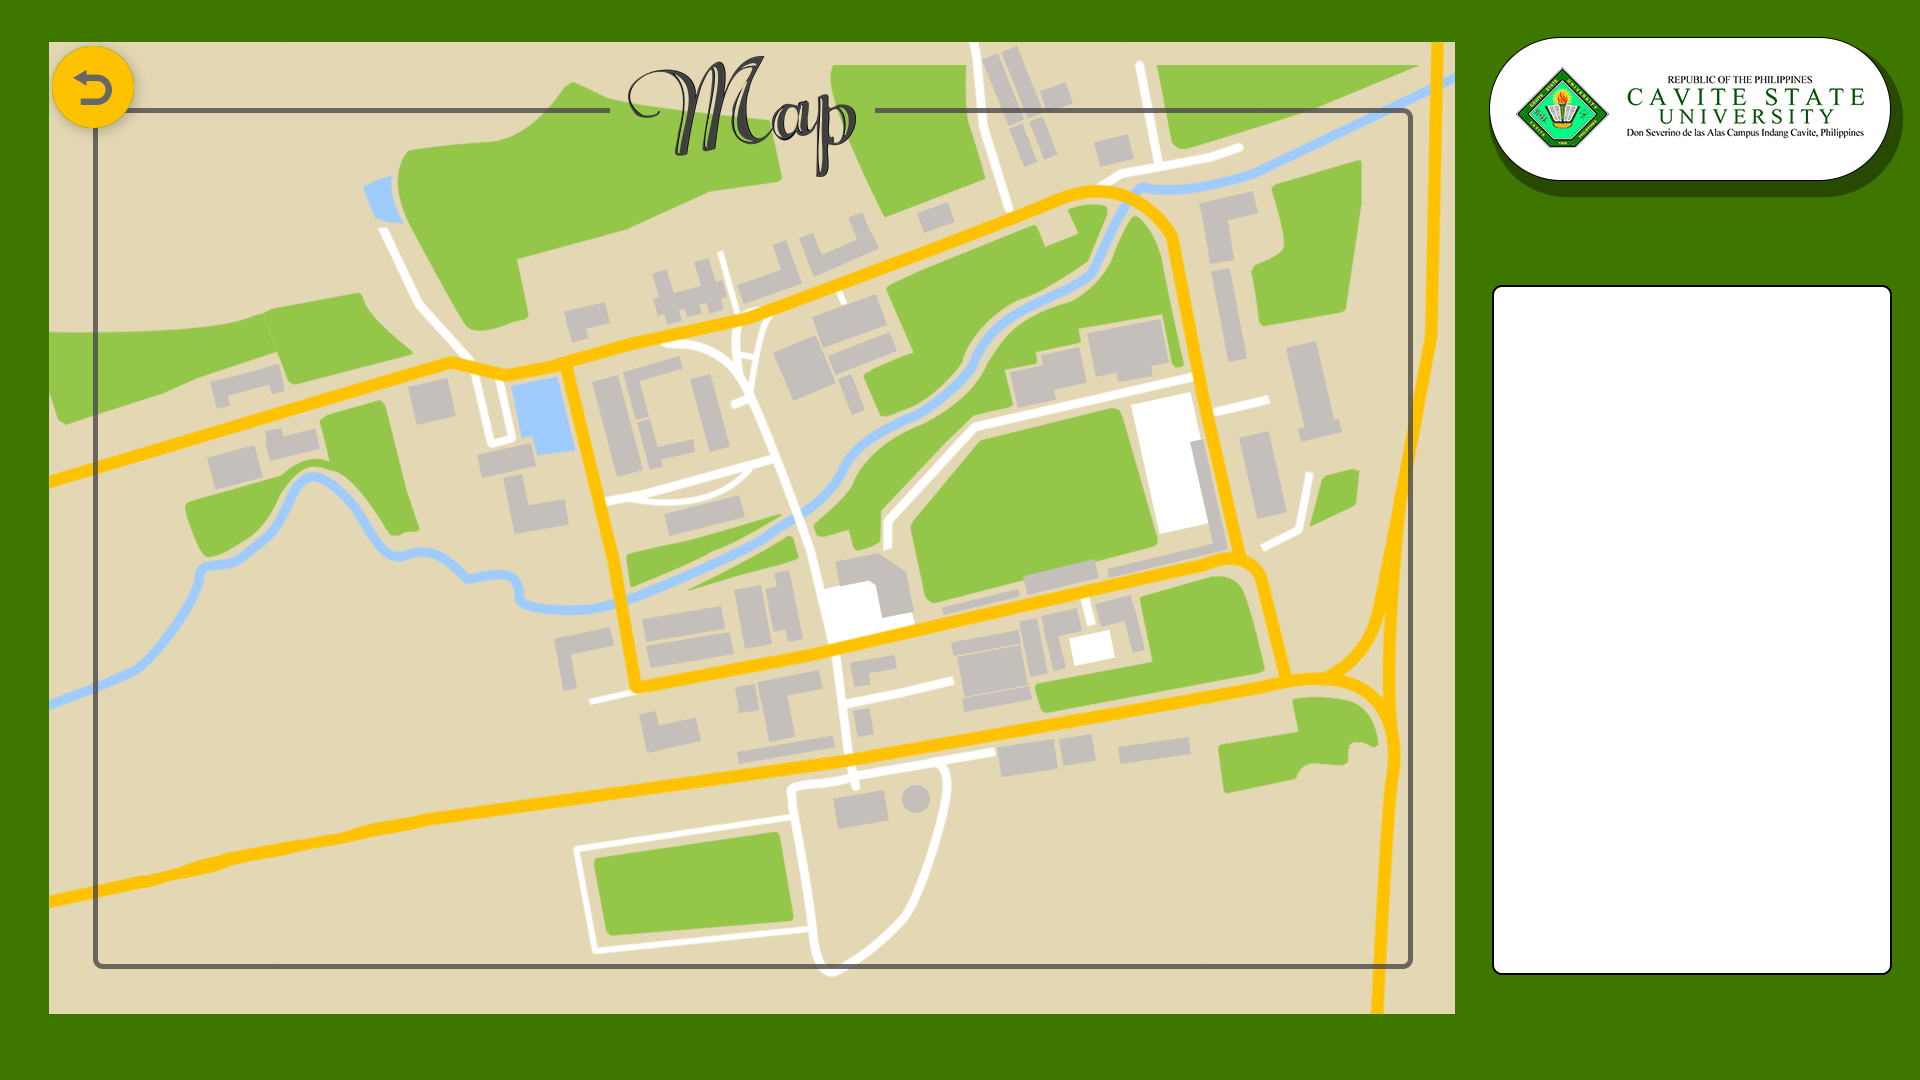 Map
REPUBLIC OF THE PHILIPPINES
CAVITE STATE
UNIVERSITY
Don Severino de las Alas Campus Indang Cavite, Philippines